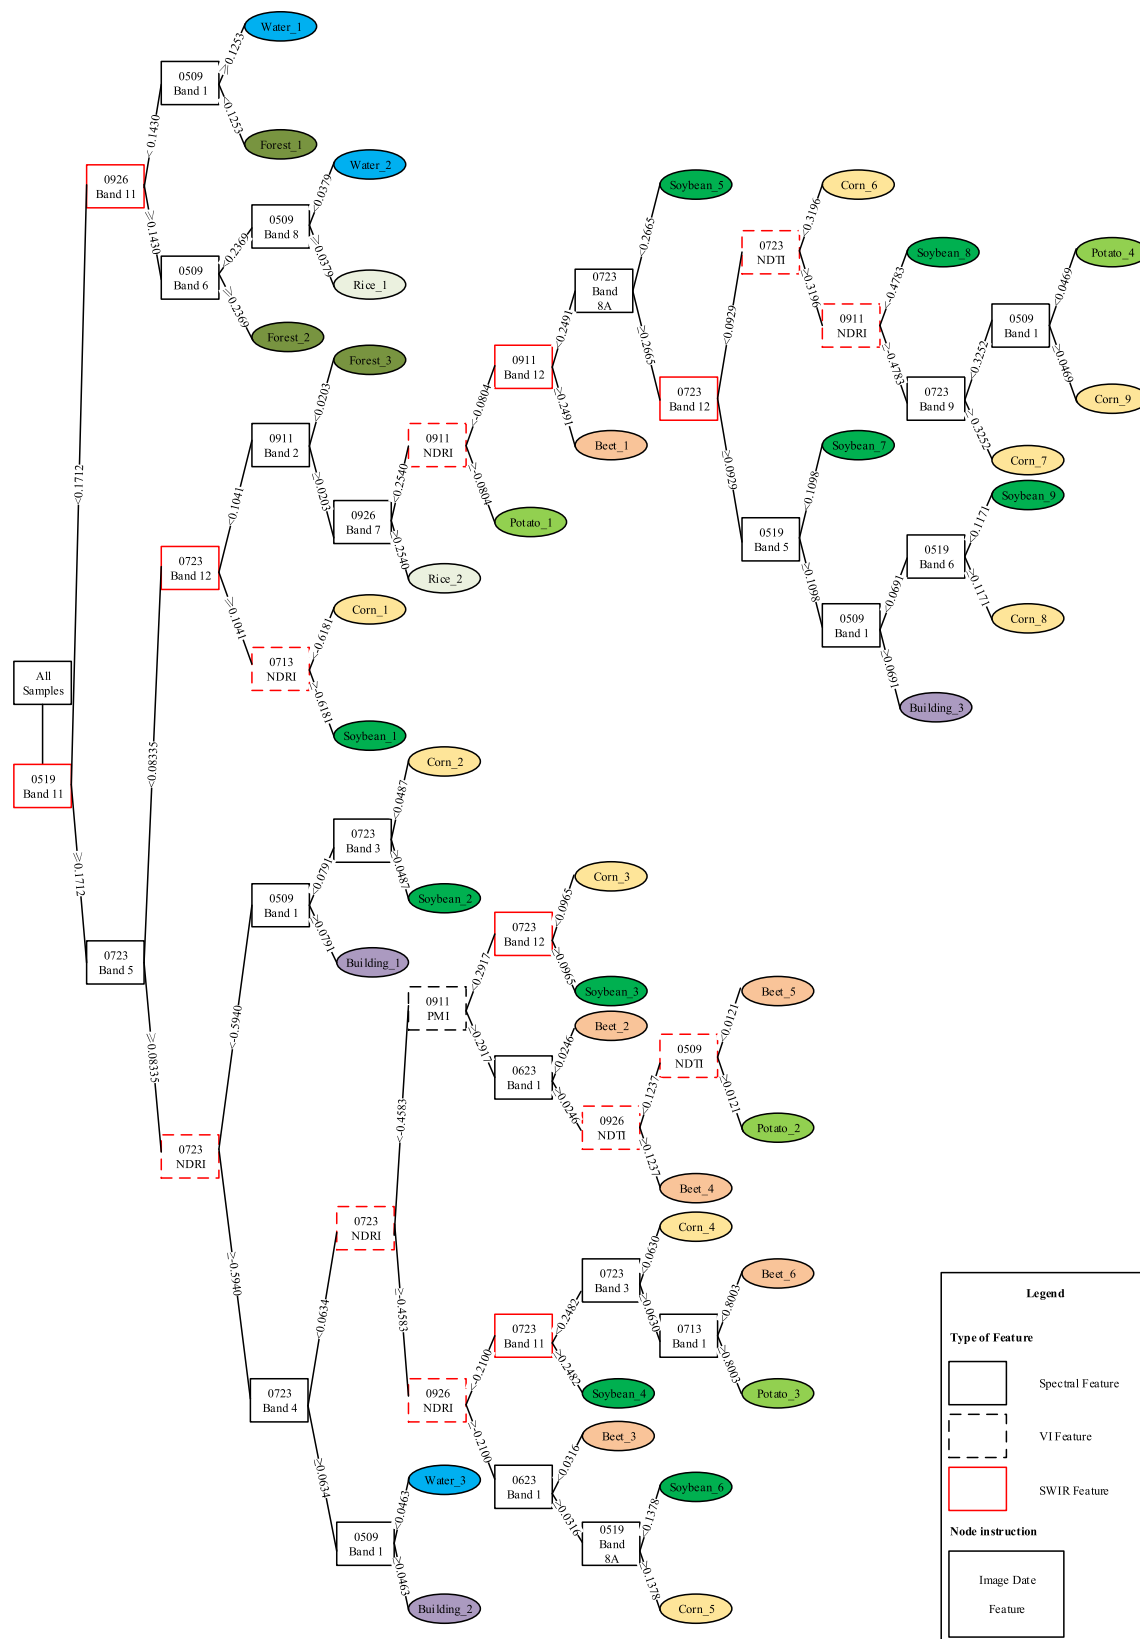 All
Samples
0519
Band 11
<0.1712
≥0.1712
0926
Band 11
<0.1430
≥0.1430
0509
Band 1
≥0.1253
<0.1253
Water_1
Forest_1
0509
Band 6
<0.2369
≥0.2369
0509
Band 8
<0.0379
≥0.0379
Water_2
Rice_1
Forest_2
0723
Band 5
<0.08335
≥0.08335
0723
Band 12
<0.1041
≥0.1041
0911
Band 2
<0.0203
≥0.0203
Forest_3
0926
Band 7
<0.2540
≥0.2540
Rice_2
0911
NDRI
<-0.0804
≥-0.0804
Potato_1
0911
Band 12
<0.2491
≥0.2491
Beet_1
0723
Band
8A
<0.2665
≥0.2665
Soybean_5
0723
Band 12
<0.0929
≥0.0929
0723
NDTI
<0.3196
≥0.3196
Corn_6
0911
NDRI
<-0.4783
≥-0.4783
Soybean_8
0723
Band 9
<0.3252
≥0.3252
0509
Band 1
<0.0469
≥0.0469
Potato_4
Corn_9
Corn_7
0519
Band 5
<0.1098
≥0.1098
Soybean_7
0509
Band 1
<0.0691
≥0.0691
0519
Band 6
<0.1171
≥0.1171
Soybean_9
Corn_8
Building_3
0713
NDRI
<-0.6181
≥-0.6181
Corn_1
Soybean_1
0723
NDRI
<-0.5940
≥-0.5940
0509
Band 1
<0.0791
≥0.0791
0723
Band 3
<0.0487
≥0.0487
Corn_2
Soybean_2
Building_1
0723
Band 4
<0.0634
≥0.0634
0723
NDRI
<-0.4583
≥-0.4583
0911
PMI
<0.2917
≥0.2917
0723
Band 12
<0.0965
≥0.0965
Corn_3
Soybean_3
0623
Band 1
<0.0246
≥0.0246
Beet_2
0926
NDTI
<0.1237
≥0.1237
0509
NDTI
<0.0121
≥0.0121
Beet_5
Potato_2
Beet_4
0926
NDRI
<-0.2100
≥-0.2100
0723
Band 11
<0.2482
≥0.2482
0723
Band 3
<0.0630
≥0.0630
Corn_4
0713
Band 1
<0.8003
≥0.8003
Beet_6
Potato_3
Soybean_4
0623
Band 1
<0.0316
≥0.0316
Beet_3
0519
Band
8A
<0.1378
≥0.1378
Soybean_6
Corn_5
0509
Band 1
<0.0463
≥0.0463
Water_3
Building_2
Legend
Type of Feature
Spectral Feature
VI Feature
SWIR Feature
Node instruction
Image Date
Feature